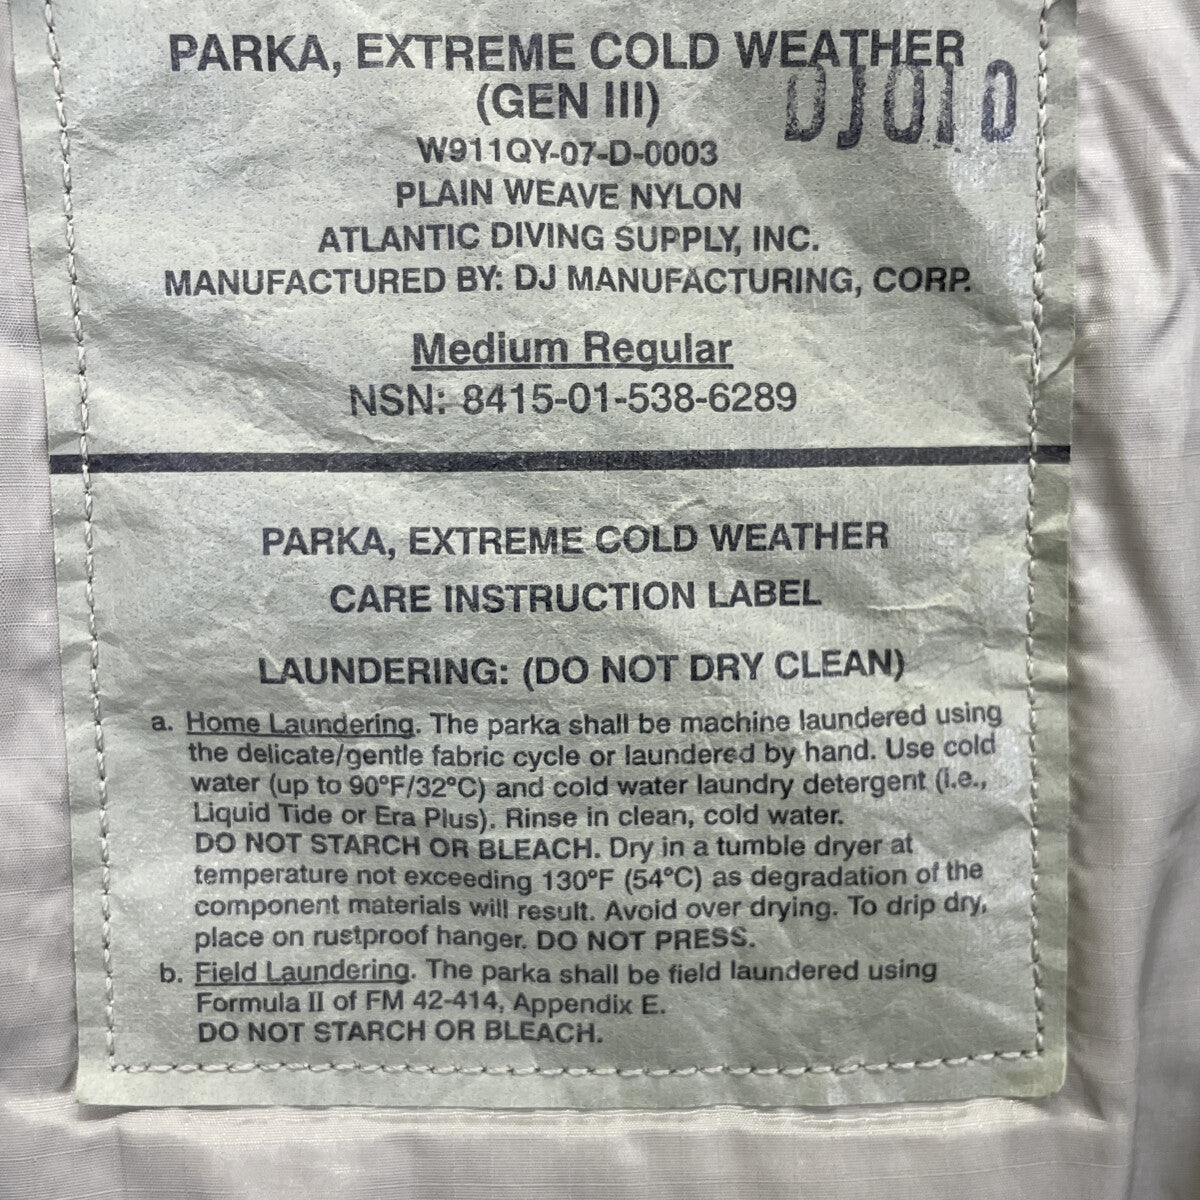 PARKA, EXTREME COLD WEATHER
(GEN III)
DJ010
W911QY-07-D-0003
PLAIN WEAVE NYLON
ATLANTIC DIVING SUPPLY, INC.
MANUFACTURED BY: DJ MANUFACTURING, CORP.
Medium Regular
NSN: 8415-01-538-6289
PARKA, EXTREME COLD WEATHER
CARE INSTRUCTION LABEL
LAUNDERING: (DO NOT DRY CLEAN)
a. Home Laundering. The parka shall be machine laundered using
the delicate/gentle fabric cycle or laundered by hand. Use cold
water (up to 90°F/32°C) and cold water laundry detergent (i.e.,
Liquid Tide or Era Plus). Rinse in clean, cold water.
DO NOT STARCH OR BLEACH. Dry in a tumble dryer at
temperature not exceeding 130°F (54°C) as degradation of the
component materials will result. Avoid over drying. To drip dry,
place on rustproof hanger. DO NOT PRESS.
b. Field Laundering. The parka shall be field laundered using
Formula II of FM 42-414, Appendix E.
DO NOT STARCH OR BLEACH.